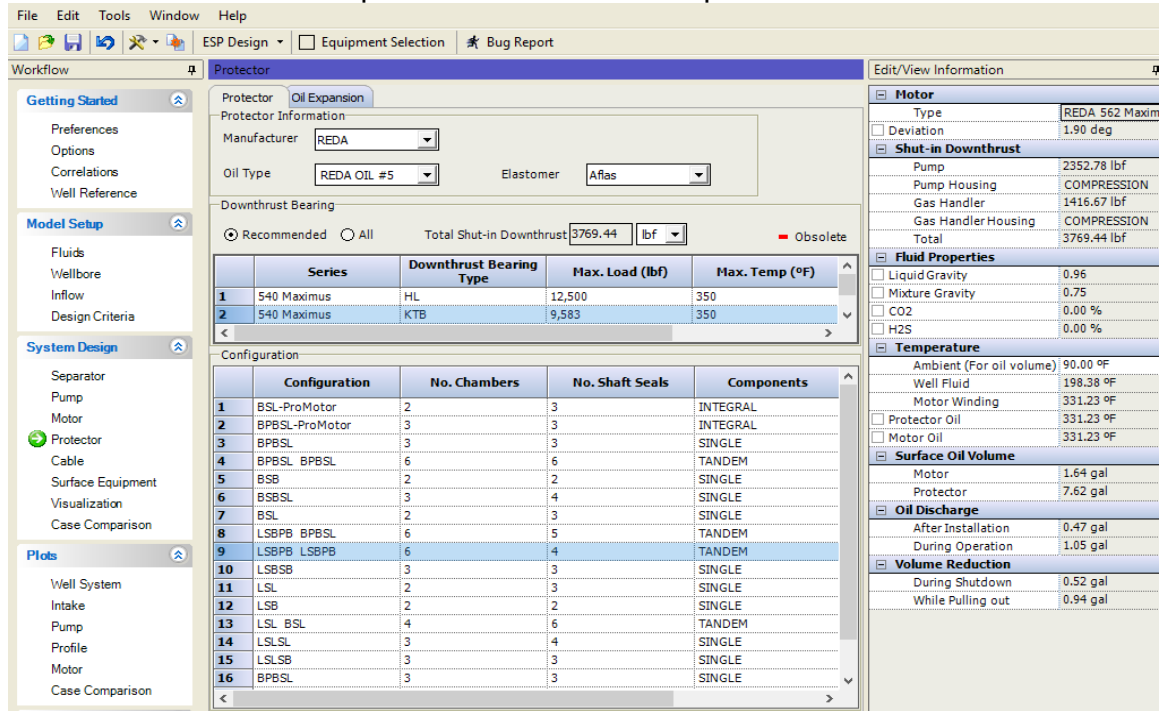 File Edit Tools Window Help
ESP Design Equipment Selection Bug Report
Workflow
Getting Started
Preferences
Options
Correlations
Well Reference
Model Setup
Fluids
Wellbore
Inflow
Design Criteria
System Design
Separator
Pump
Motor
Protector
Cable
Surface Equipment
Visualization
Case Comparison
Plots
Well System
Intake
Pump
Profile
Motor
Case Comparison
Protector
Protector Oil Expansion
Protector Information
Manufacturer REDA
Oil Type REDA OIL #5 Elastomer Aflas
Downthrust Bearing
Recommended All Total Shut-in Downthrust 3769.44 lbf Obsolete
Series Downthrust Bearing Type Max. Load (lbf) Max. Temp (ºF)
1 540 Maximus HL 12,500 350
2 540 Maximus KTB 9,583 350
Configuration
Configuration No. Chambers No. Shaft Seals Components
1 BSL-ProMotor 2 3 INTEGRAL
2 BPBSL-ProMotor 3 3 INTEGRAL
3 BPBSL 3 3 SINGLE
4 BPBSL BPBSL 6 6 TANDEM
5 BSB 2 2 SINGLE
6 BSBSL 3 4 SINGLE
7 BSL 2 3 SINGLE
8 LSBPB BPBSL 6 5 TANDEM
9 LSBPB LSBPB 6 4 TANDEM
10 LSBSB 3 3 SINGLE
11 LSL 2 3 SINGLE
12 LSB 2 2 SINGLE
13 LSL BSL 4 6 TANDEM
14 LSLSL 3 4 SINGLE
15 LSLSB 3 3 SINGLE
16 BPBSL 3 3 SINGLE
Edit/View Information
Motor
Type REDA 562 Maxim
Deviation 1.90 deg
Shut-in Downthrust
Pump 2352.78 lbf
Pump Housing COMPRESSION
Gas Handler 1416.67 lbf
Gas Handler Housing COMPRESSION
Total 3769.44 lbf
Fluid Properties
Liquid Gravity 0.96
Mixture Gravity 0.75
CO2 0.00 %
H2S 0.00 %
Temperature
Ambient (For oil volume) 90.00 ºF
Well Fluid 198.38 ºF
Motor Winding 331.23 ºF
Protector Oil 331.23 ºF
Motor Oil 331.23 ºF
Surface Oil Volume
Motor 1.64 gal
Protector 7.62 gal
Oil Discharge
After Installation 0.47 gal
During Operation 1.05 gal
Volume Reduction
During Shutdown 0.52 gal
While Pulling out 0.94 gal